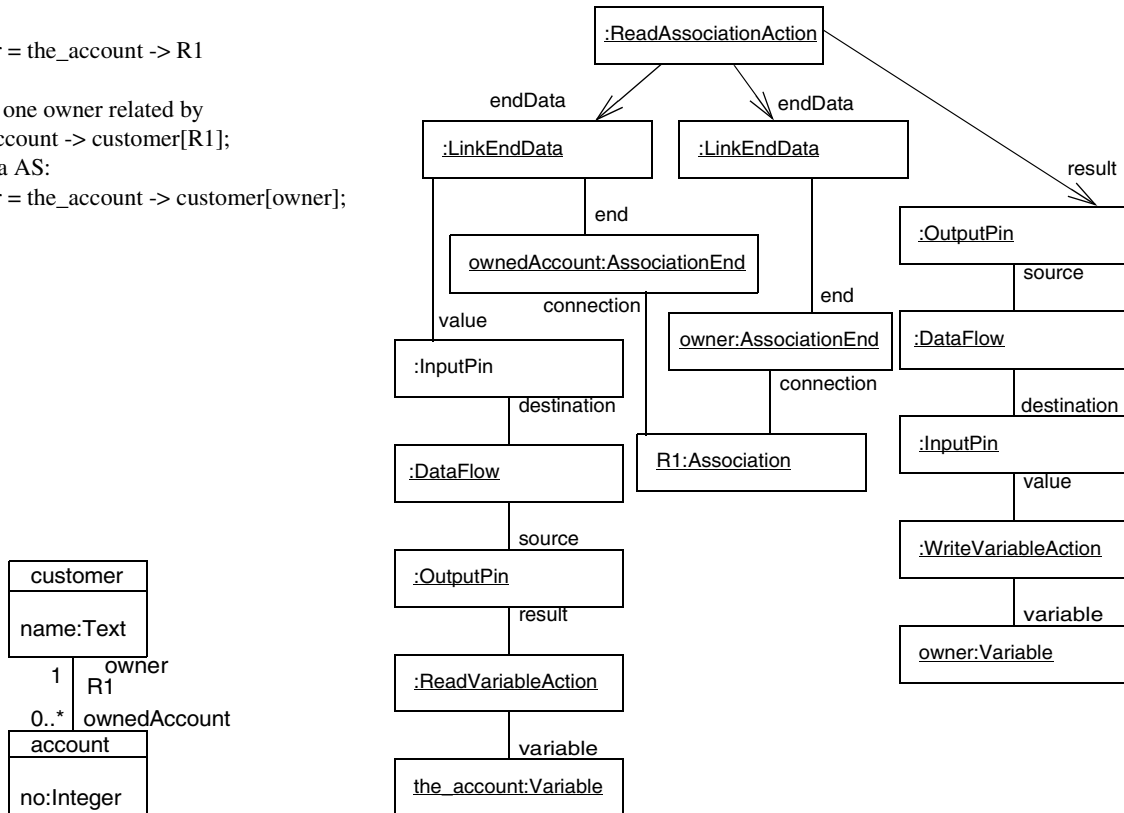 r = the_account -> R1
one owner related by
ccount -> customer[R1];
a AS:
r = the_account -> customer[owner];
:ReadAssociationAction
endData
endData
result
:LinkEndData
:LinkEndData
end
:OutputPin
source
ownedAccount:AssociationEnd
connection
end
value
owner:AssociationEnd
:DataFlow
:InputPin
connection
destination
destination
:InputPin
R1:Association
:DataFlow
value
source
:WriteVariableAction
:OutputPin
result
variable
owner:Variable
:ReadVariableAction
variable
the_account:Variable
customer
name:Text
owner
1
R1
0..*
ownedAccount
account
no:Integer